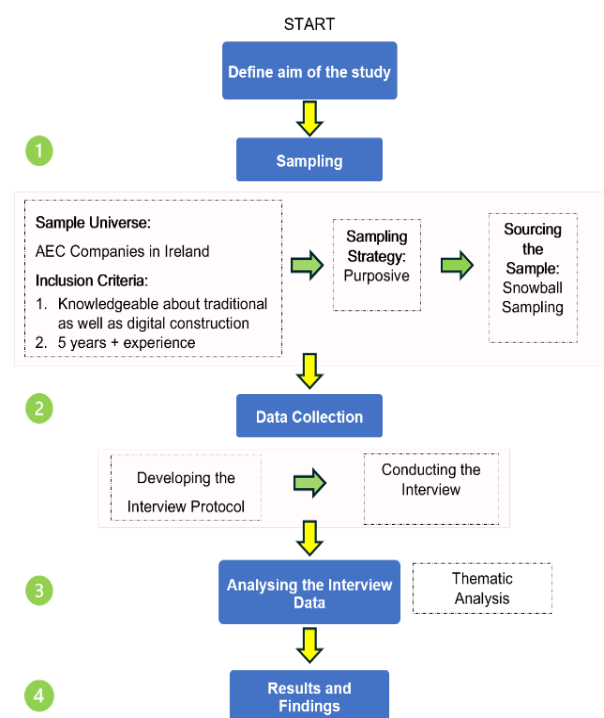 START
Define aim of the study
1
Sampling
Sample Universe:
AEC Companies in Ireland
Inclusion Criteria:
1. Knowledgeable about traditional
as well as digital construction
2. 5 years + experience
Sampling
Strategy:
Purposive
Sourcing
the
Sample:
Snowball
Sampling
2
Data Collection
Developing the
Interview Protocol
Conducting the
Interview
3
Analysing the Interview
Data
Thematic
Analysis
4
Results and
Findings